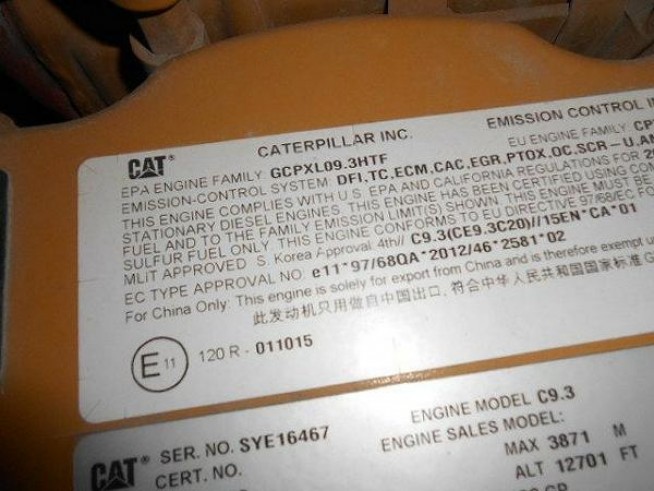 CATERPILLAR INC.
EMISSION CONTROL
CAT
EPA ENGINE FAMILY GCPXL09.3HTF
EU ENGINE FAMILY:
EMISSION-CONTROL SYSTEM: DFI,TC,ECM,CAC,EGR,PTOX,OC,SCR-U,
THIS ENGINE COMPLIES WITH U.S. EPA AND CALIFORNIA REGULATIONS FOR
STATIONARY DIESEL ENGINES. THIS ENGINE HAS BEEN CERTIFIED USING
FUEL AND TO THE FAMILY EMISSION LIMIT(S) SHOWN. THIS ENGINE MUST BE
SULFUR FUEL ONLY THIS ENGINE CONFORMS TO EU DIRECTIVE 97/68/EC
MLIT APPROVED S. Korea Approval: 4th// C9.3(CE9.3C20)//15EN*CA*01
EC TYPE APPROVAL NO: e11*97/68QA*2012/46*2581*02
For China Only: This engine is solely for export from China and is therefore exempt
此发动机只用做自中国出口, 符合中华人民共和国国家标准
E11 120 R - 011015
CAT
SER. NO. SYE16467
CERT. NO.
ENGINE MODEL C9.3
ENGINE SALES MODEL:
MAX 3871 M
ALT 12701 FT